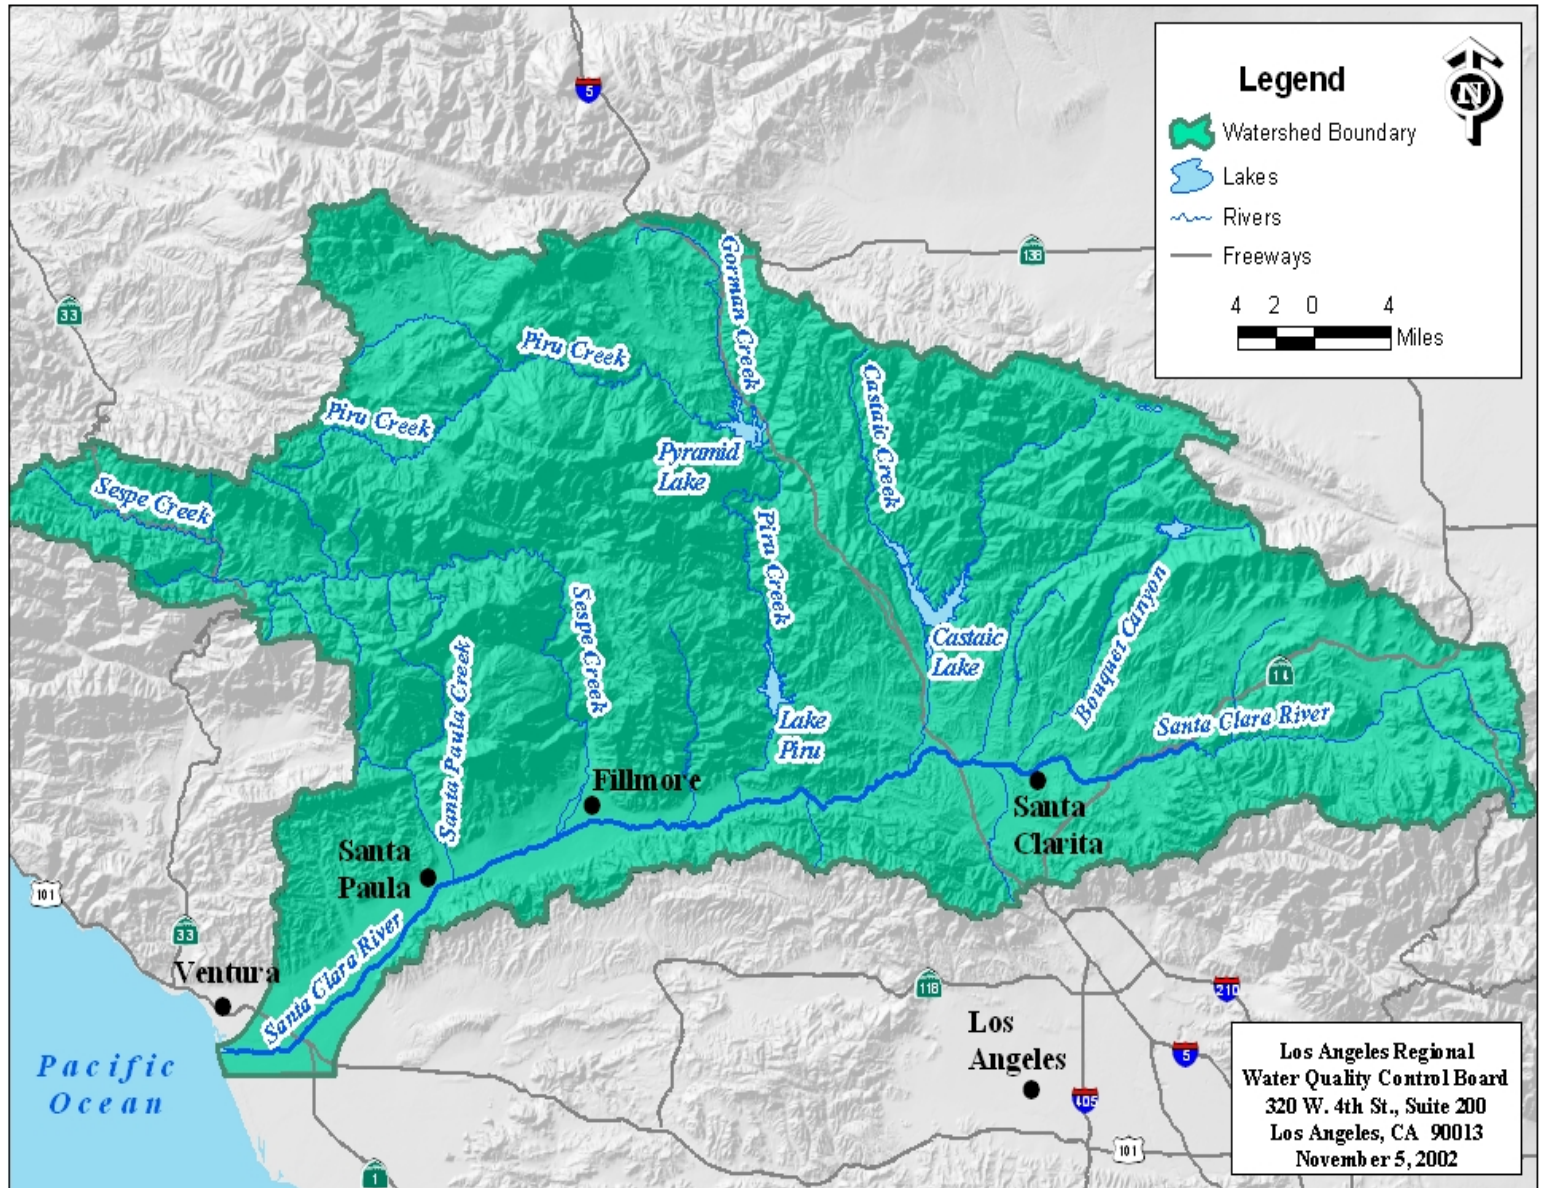 5
Legend
N
Watershed Boundary
Lakes
Rivers
Freeways
4 2 0 4
Miles
138
33
Gorman Creek
Piru Creek
Castaic Creek
Piru Creek
Pyramid
Lake
Sespe Creek
Piru Creek
Bouquet Canyon
Sespe Creek
Castaic
Lake
Santa Paula Creek
14
Santa Clara River
Lake
Piru
Fillmore
Santa
Clarita
Santa
Paula
101
33
Santa Clara River
Ventura
118
210
Los
Angeles
5
405
Pacific
Ocean
101
1
Los Angeles Regional
Water Quality Control Board
320 W. 4th St., Suite 200
Los Angeles, CA 90013
November 5, 2002